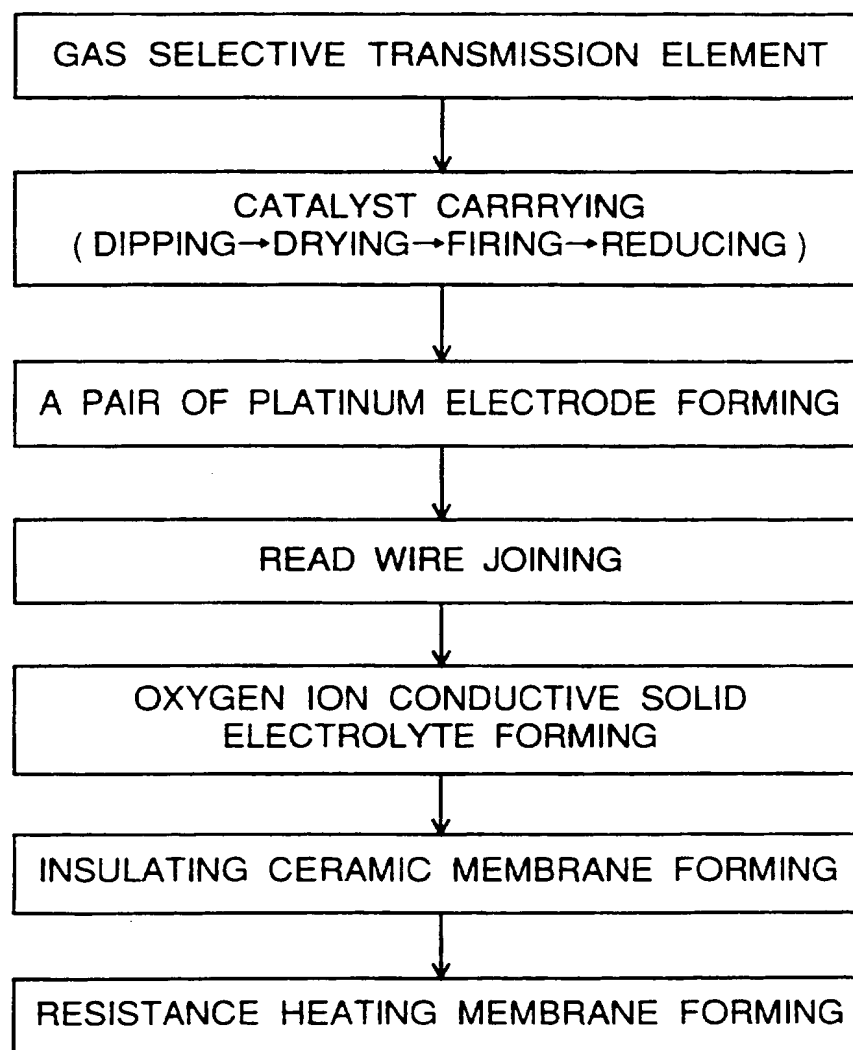 GAS SELECTIVE TRANSMISSION ELEMENT
CATALYST CARRRYING
(DIPPING→DRYING→FIRING→REDUCING)
A PAIR OF PLATINUM ELECTRODE FORMING
READ WIRE JOINING
OXYGEN ION CONDUCTIVE SOLID
ELECTROLYTE FORMING
INSULATING CERAMIC MEMBRANE FORMING
RESISTANCE HEATING MEMBRANE FORMING